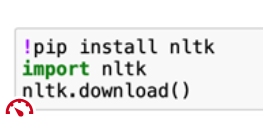 !pip install nltk
import nltk
nltk.download()